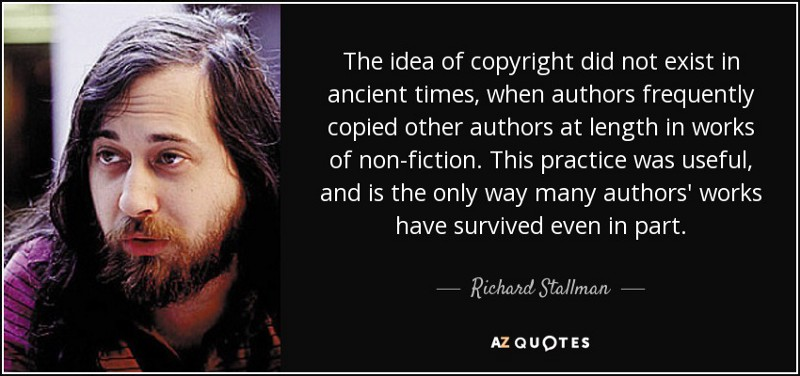 The idea of copyright did not exist in
ancient times, when authors frequently
copied other authors at length in works
of non-fiction. This practice was useful,
and is the only way many authors' works
have survived even in part.
Richard Stallman
AZ QUOTES